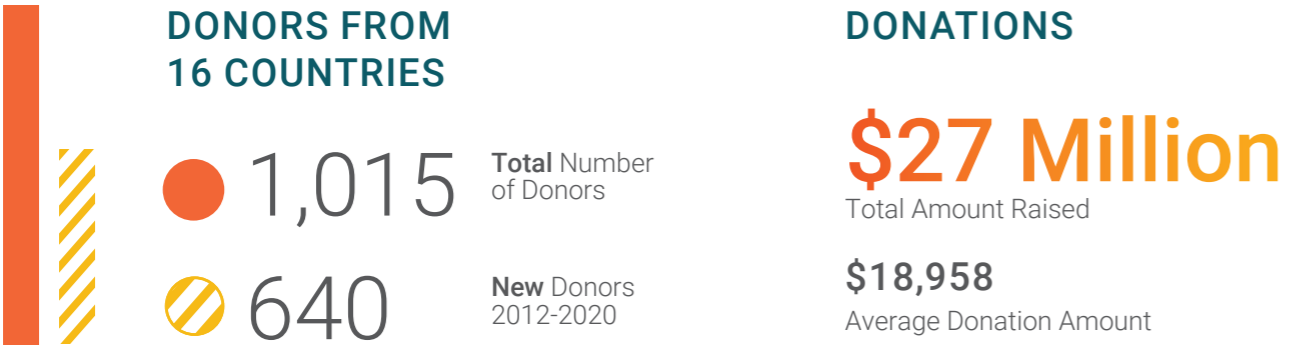 DONORS FROM
16 COUNTRIES
1,015
Total Number
of Donors
640
New Donors
2012-2020
DONATIONS
$27 Million
Total Amount Raised
$18,958
Average Donation Amount